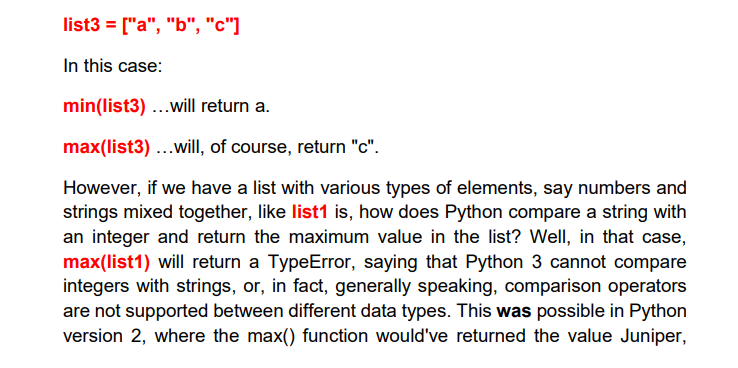 list3 = ["a", "b", "c"]
In this case:
min(list3) …will return a.
max(list3) …will, of course, return "c".
However, if we have a list with various types of elements, say numbers and
strings mixed together, like list1 is, how does Python compare a string with
an integer and return the maximum value in the list? Well, in that case,
max(list1) will return a TypeError, saying that Python 3 cannot compare
integers with strings, or, in fact, generally speaking, comparison operators
are not supported between different data types. This was possible in Python
version 2, where the max() function would've returned the value Juniper,